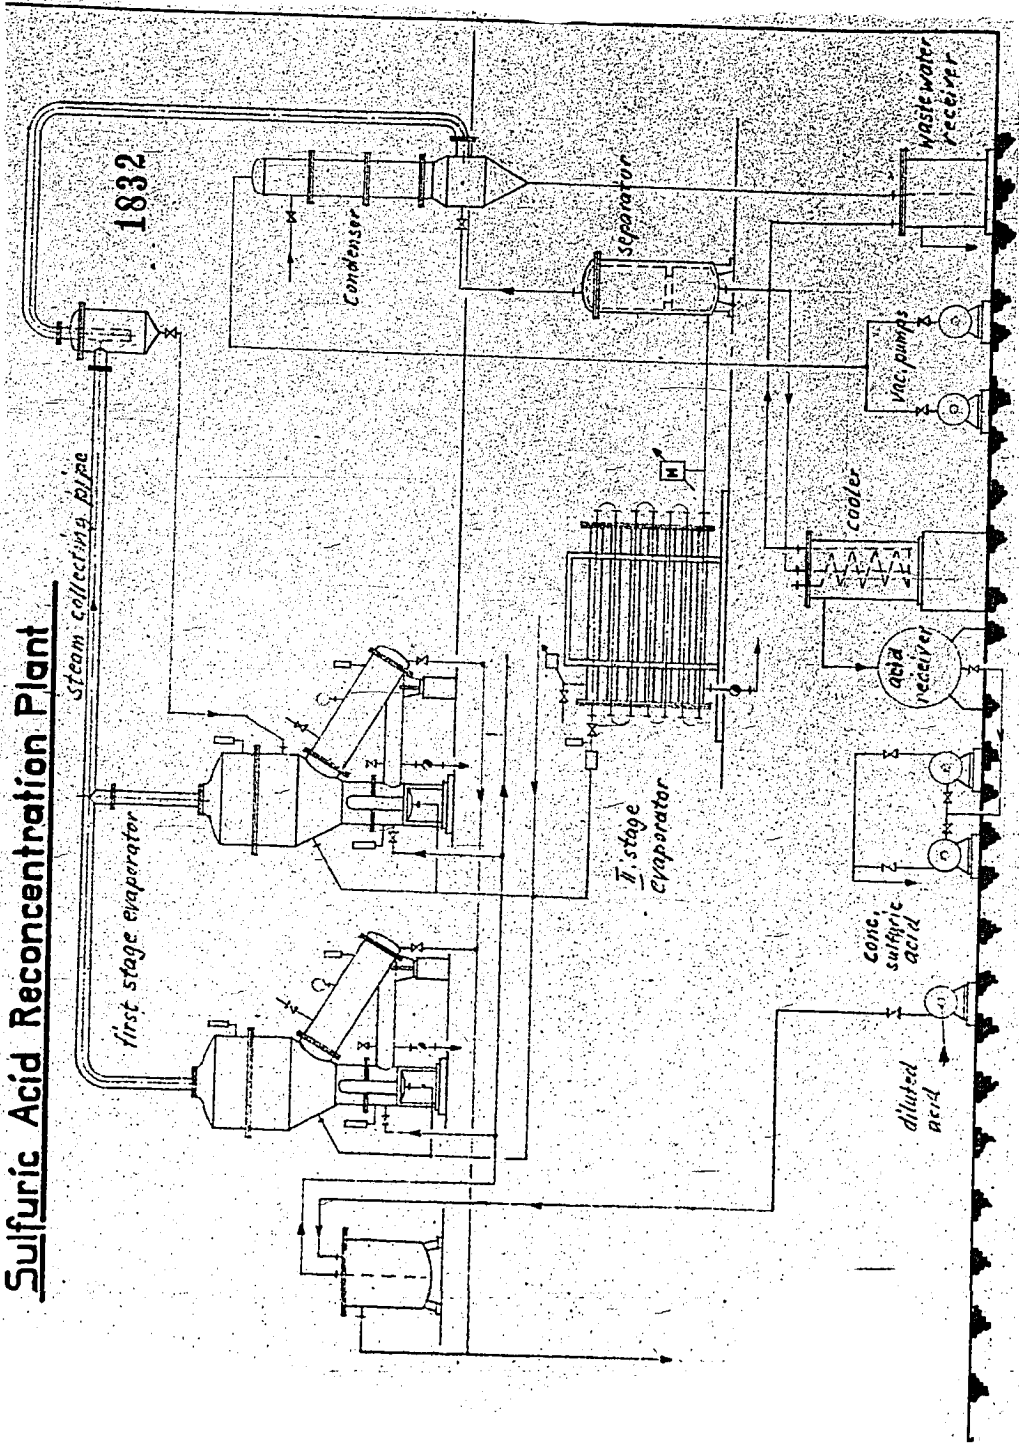 Sulfuric Acid Reconcentration Plant
steam collecting pipe
1832
first stage evaporator
Condenser
separator
II. stage
evaporator
wastewater
receiver
vac. pumps
cooler
acid
receiver
conc.
sulfuric
acid
diluted
acid
M